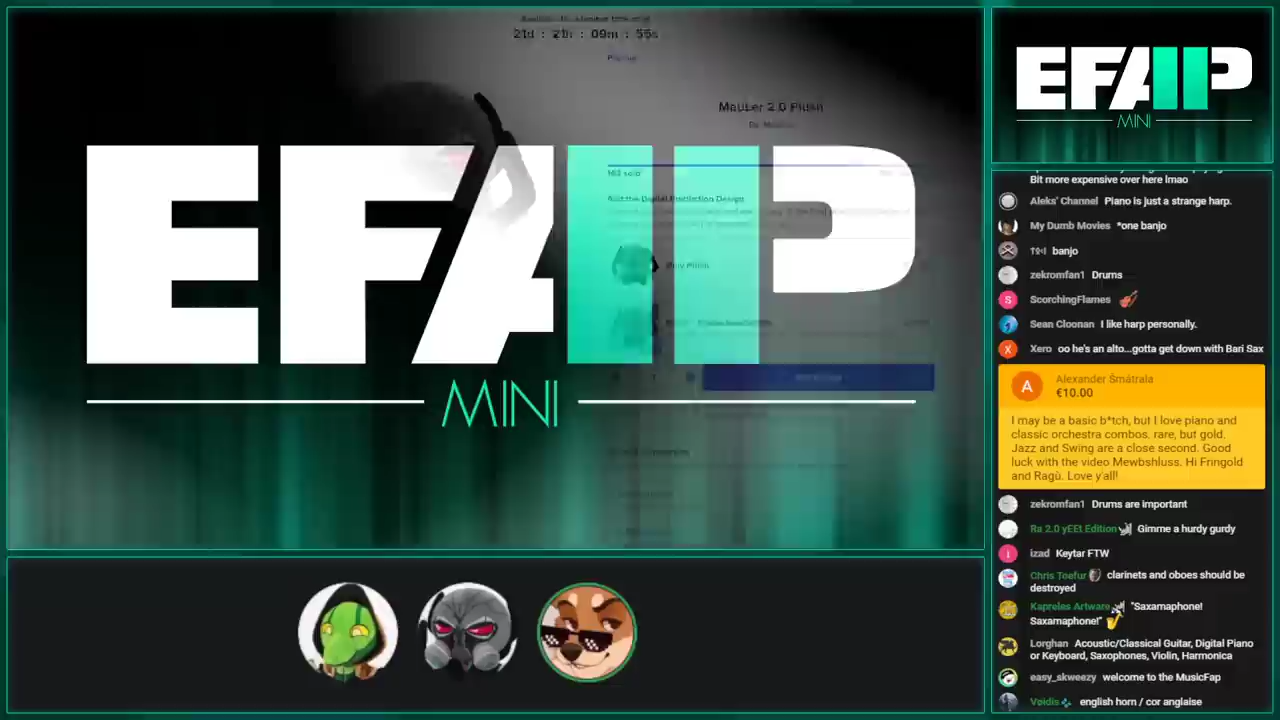 21d : 21h : 09m : 55s
MauLer 2.0 Plush
EFAP
MINI
EFAP
MINI
Bit more expensive over here lmao
Aleks' Channel Piano is just a strange harp.
My Dumb Movies *one banjo
banjo
zekromfan1 Drums
ScorchingFlames 🎻
Sean Cloonan I like harp personally.
Xero oo he's an alto...gotta get down with Bari Sax
A
Alexander Smátrala
€10.00
I may be a basic b*tch, but I love piano and
classic orchestra combos, rare, but gold.
Jazz and Swing are a close second. Good
luck with the video Mewbshluss. Hi Fringold
and Ragù. Love y'all!
zekromfan1 Drums are important
Ra 2.0 yEEt Edition Gimme a hurdy gurdy
izad Keytar FTW
Chris Toefur clarinets and oboes should be
destroyed
Kapreles Artware "Saxamaphone!
Saxamaphone!" 🎷
Lorghan Acoustic/Classical Guitar, Digital Piano
or Keyboard, Saxophones, Violin, Harmonica
easy_skweezy welcome to the MusicFap
Voidis english horn / cor anglaise